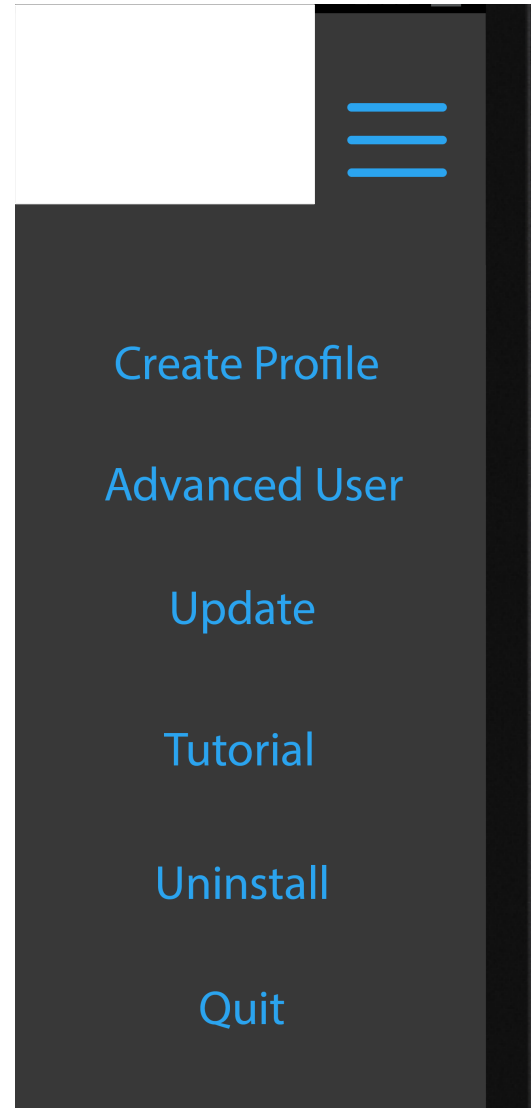 Create Profile
Advanced User
Update
Tutorial
Uninstall
Quit